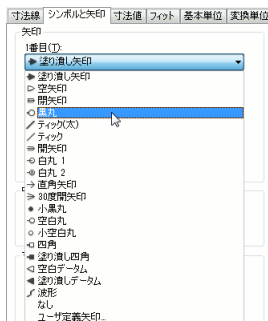 寸法線 シンボルと矢印 寸法値 フィット 基本単位 変換単位
矢印
1番目(T):
塗り潰し矢印
塗り潰し矢印
空矢印
開矢印
黒丸
ティック(太)
ティック
開矢印
白丸 1
白丸 2
直角矢印
30度開矢印
小黒丸
空白丸
小空白丸
四角
塗り潰し四角
空白データム
塗り潰しデータム
波形
なし
ユーザ定義矢印...